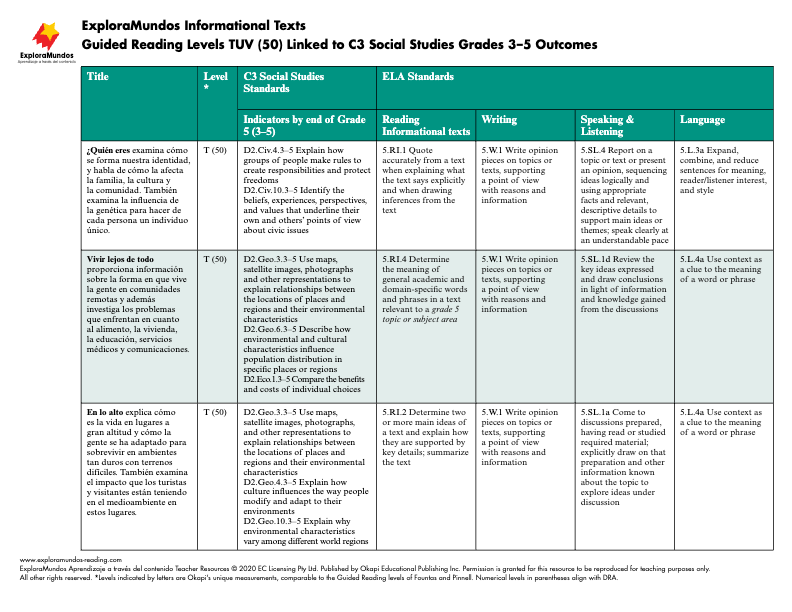 ExploraMundos
Aprendizaje a través del contenido
ExploraMundos Informational Texts
Guided Reading Levels TUV (50) Linked to C3 Social Studies Grades 3–5 Outcomes
Title
Level
*
C3 Social Studies
Standards
ELA Standards
Indicators by end of Grade
5 (3–5)
Reading
Informational texts
Writing
Speaking &
Listening
Language
¿Quién eres examina cómo
se forma nuestra identidad,
y habla de cómo la afecta
la familia, la cultura y
la comunidad. También
examina la influencia de
la genética para hacer de
cada persona un individuo
único.
T (50)
D2.Civ.4.3–5 Explain how
groups of people make rules to
create responsibilities and protect
freedoms
D2.Civ.10.3–5 Identify the
beliefs, experiences, perspectives,
and values that underline their
own and others' points of view
about civic issues
5.RI.1 Quote
accurately from a text
when explaining what
the text says explicitly
and when drawing
inferences from the
text
5.W.1 Write opinion
pieces on topics or
texts, supporting
a point of view
with reasons and
information
5.SL.4 Report on a
topic or text or present
an opinion, sequencing
ideas logically and
using appropriate
facts and relevant,
descriptive details to
support main ideas or
themes; speak clearly at
an understandable pace
5.L.3a Expand,
combine, and reduce
sentences for meaning,
reader/listener interest,
and style
Vivir lejos de todo
proporciona información
sobre la forma en que vive
la gente en comunidades
remotas y además
investiga los problemas
que enfrentan en cuanto
al alimento, la vivienda,
la educación, servicios
médicos y comunicaciones.
T (50)
D2.Geo.3.3–5 Use maps,
satellite images, photographs
and other representations to
explain relationships between
the locations of places and
regions and their environmental
characteristics
D2.Geo.6.3–5 Describe how
environmental and cultural
characteristics influence
population distribution in
specific places or regions
D2.Eco.1.3–5 Compare the benefits
and costs of individual choices
5.RI.4 Determine
the meaning of
general academic and
domain-specific words
and phrases in a text
relevant to a grade 5
topic or subject area
5.W.1 Write opinion
pieces on topics or
texts, supporting
a point of view
with reasons and
information
5.SL.1d Review the
key ideas expressed
and draw conclusions
in light of information
and knowledge gained
from the discussions
5.L.4a Use context as
a clue to the meaning
of a word or phrase
En lo alto explica cómo
es la vida en lugares a
gran altitud y cómo la
gente se ha adaptado para
sobrevivir en ambientes
tan duros con terrenos
difíciles. También examina
el impacto que los turistas
y visitantes están teniendo
en el medioambiente en
estos lugares.
T (50)
D2.Geo.3.3–5 Use maps,
satellite images, photographs
and other representations to
explain relationships between
the locations of places and
regions and their environmental
characteristics
D2.Geo.4.3–5 Explain how
culture influences the way people
modify and adapt to their
environments
D2.Geo.10.3–5 Explain why
environmental characteristics
vary among different world regions
5.RI.2 Determine two
or more main ideas of
a text and explain how
they are supported by
key details; summarize
the text
5.W.1 Write opinion
pieces on topics or
texts, supporting
a point of view
with reasons and
information
5.SL.1a Come to
discussions prepared,
having read or studied
required material;
explicitly draw on that
preparation and other
information known
about the topic to
explore ideas under
discussion
5.L.4a Use context as
a clue to the meaning
of a word or phrase
www.exploramundos-reading.com
ExploraMundos Aprendizaje a través del contenido Teacher Resources © 2020 EC Licensing Pty Ltd. Published by Okapi Educational Publishing Inc. Permission is granted for this resource to be reproduced for teaching purposes only.
All other rights reserved. *Levels indicated by letters are Okapi's unique measurements, comparable to the Guided Reading levels of Fountas and Pinnell. Numerical levels in parentheses align with DRA.